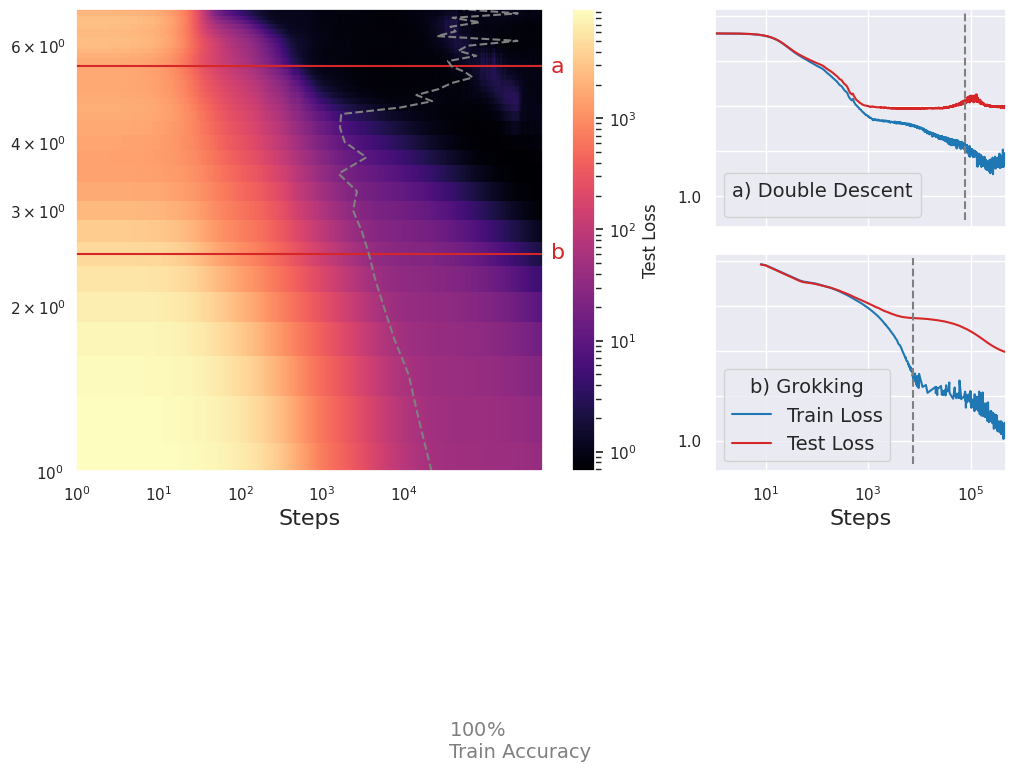 6 × 10⁰
4 × 10⁰
3 × 10⁰
2 × 10⁰
10⁰
10⁰ 10¹ 10² 10³ 10⁴
Steps
a
b
10³
10²
10¹
10⁰
Test Loss
1.0
a) Double Descent
1.0
b) Grokking
Train Loss
Test Loss
10¹ 10³ 10⁵
Steps
100%
Train Accuracy